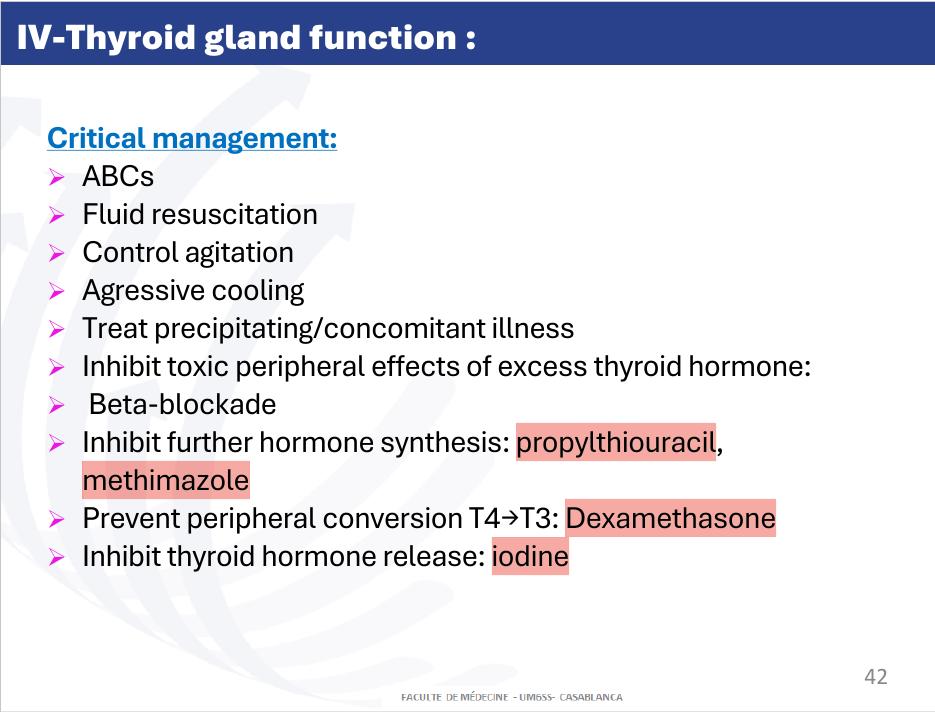 IV-Thyroid gland function :
Critical management:
ABCs
Fluid resuscitation
Control agitation
Agressive cooling
Treat precipitating/concomitant illness
Inhibit toxic peripheral effects of excess thyroid hormone:
Beta-blockade
Inhibit further hormone synthesis: propylthiouracil,
methimazole
Prevent peripheral conversion T4→T3: Dexamethasone
Inhibit thyroid hormone release: iodine
42
FACULTE DE MÉDECINE - UM6SS- CASABLANCA